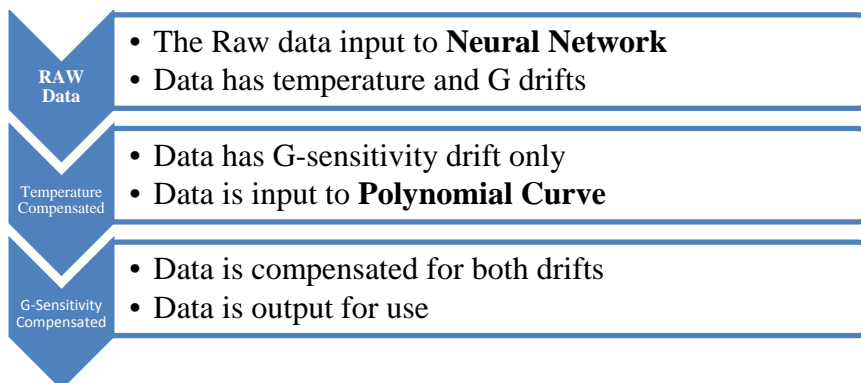 RAW
Data
• The Raw data input to Neural Network
• Data has temperature and G drifts
Temperature
Compensated
• Data has G-sensitivity drift only
• Data is input to Polynomial Curve
G-Sensitivity
Compensated
• Data is compensated for both drifts
• Data is output for use